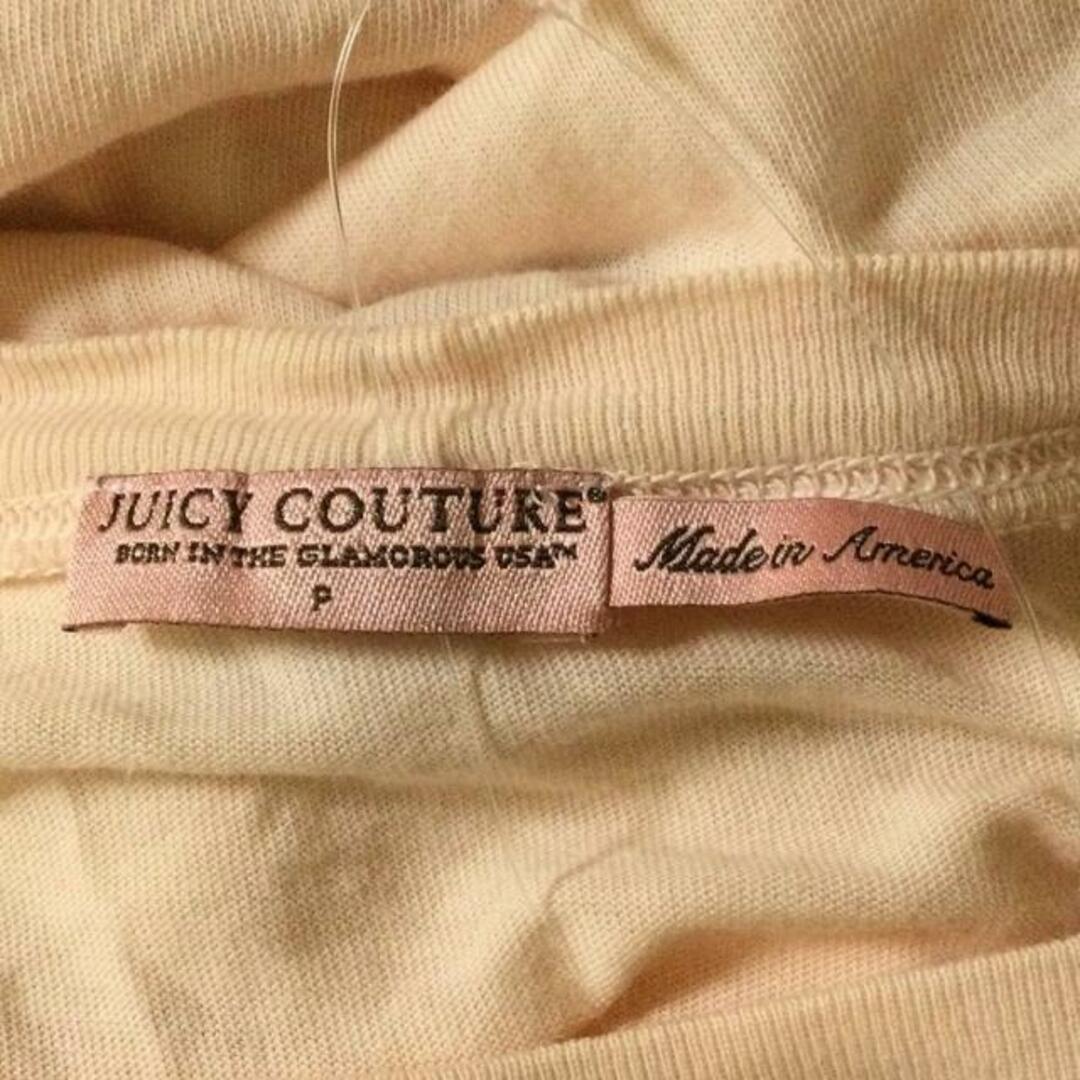 JUICY COUTURE®
BORN IN THE GLAMOROUS USA™
P
Made in America